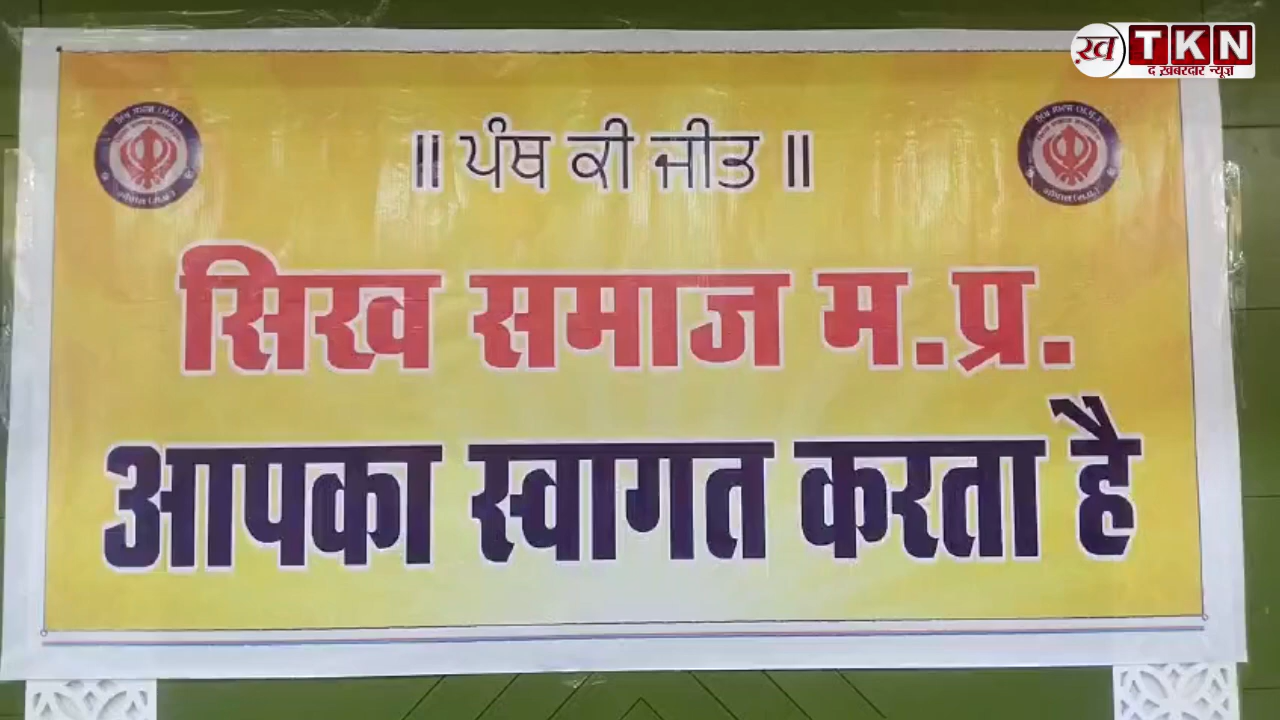 ख़ TKN
द ख़बरदार न्यूज़
॥ ਪੰਥ ਕੀ ਜੀਤ ॥
सिख समाज म.प्र.
आपका स्वागत करता है